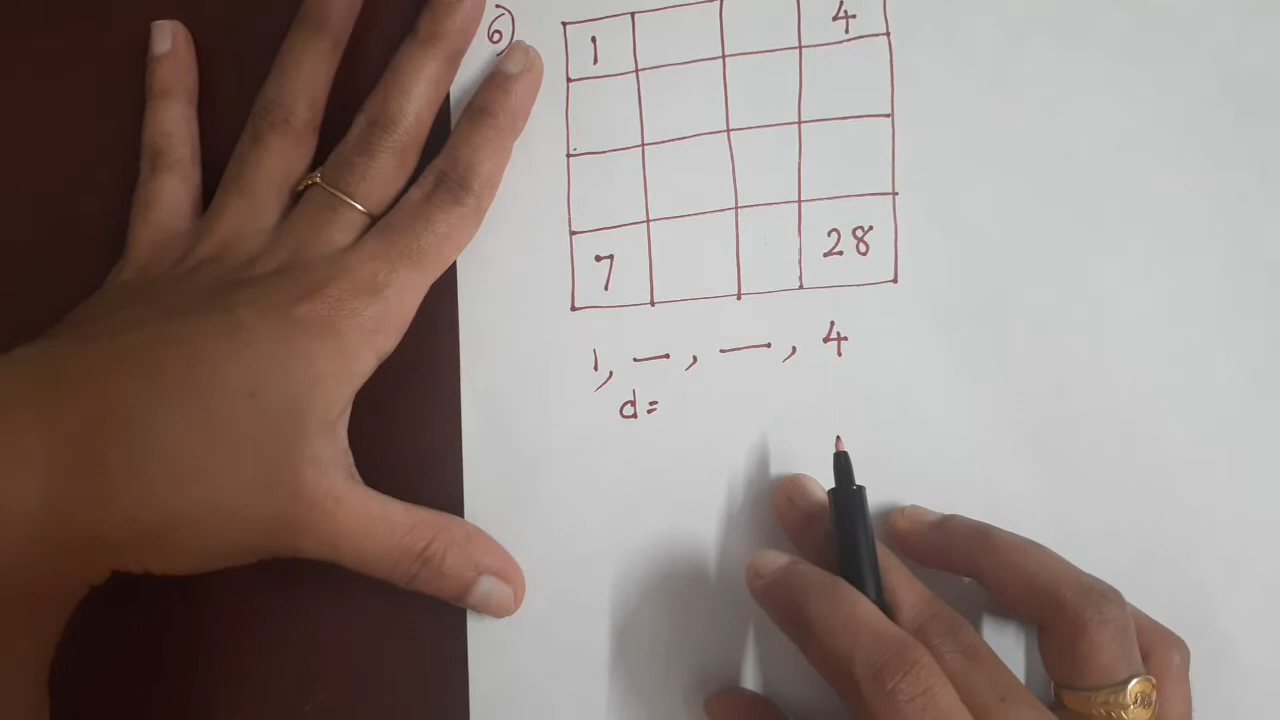 6)
1 4
7 28
1, —, —, 4
d=